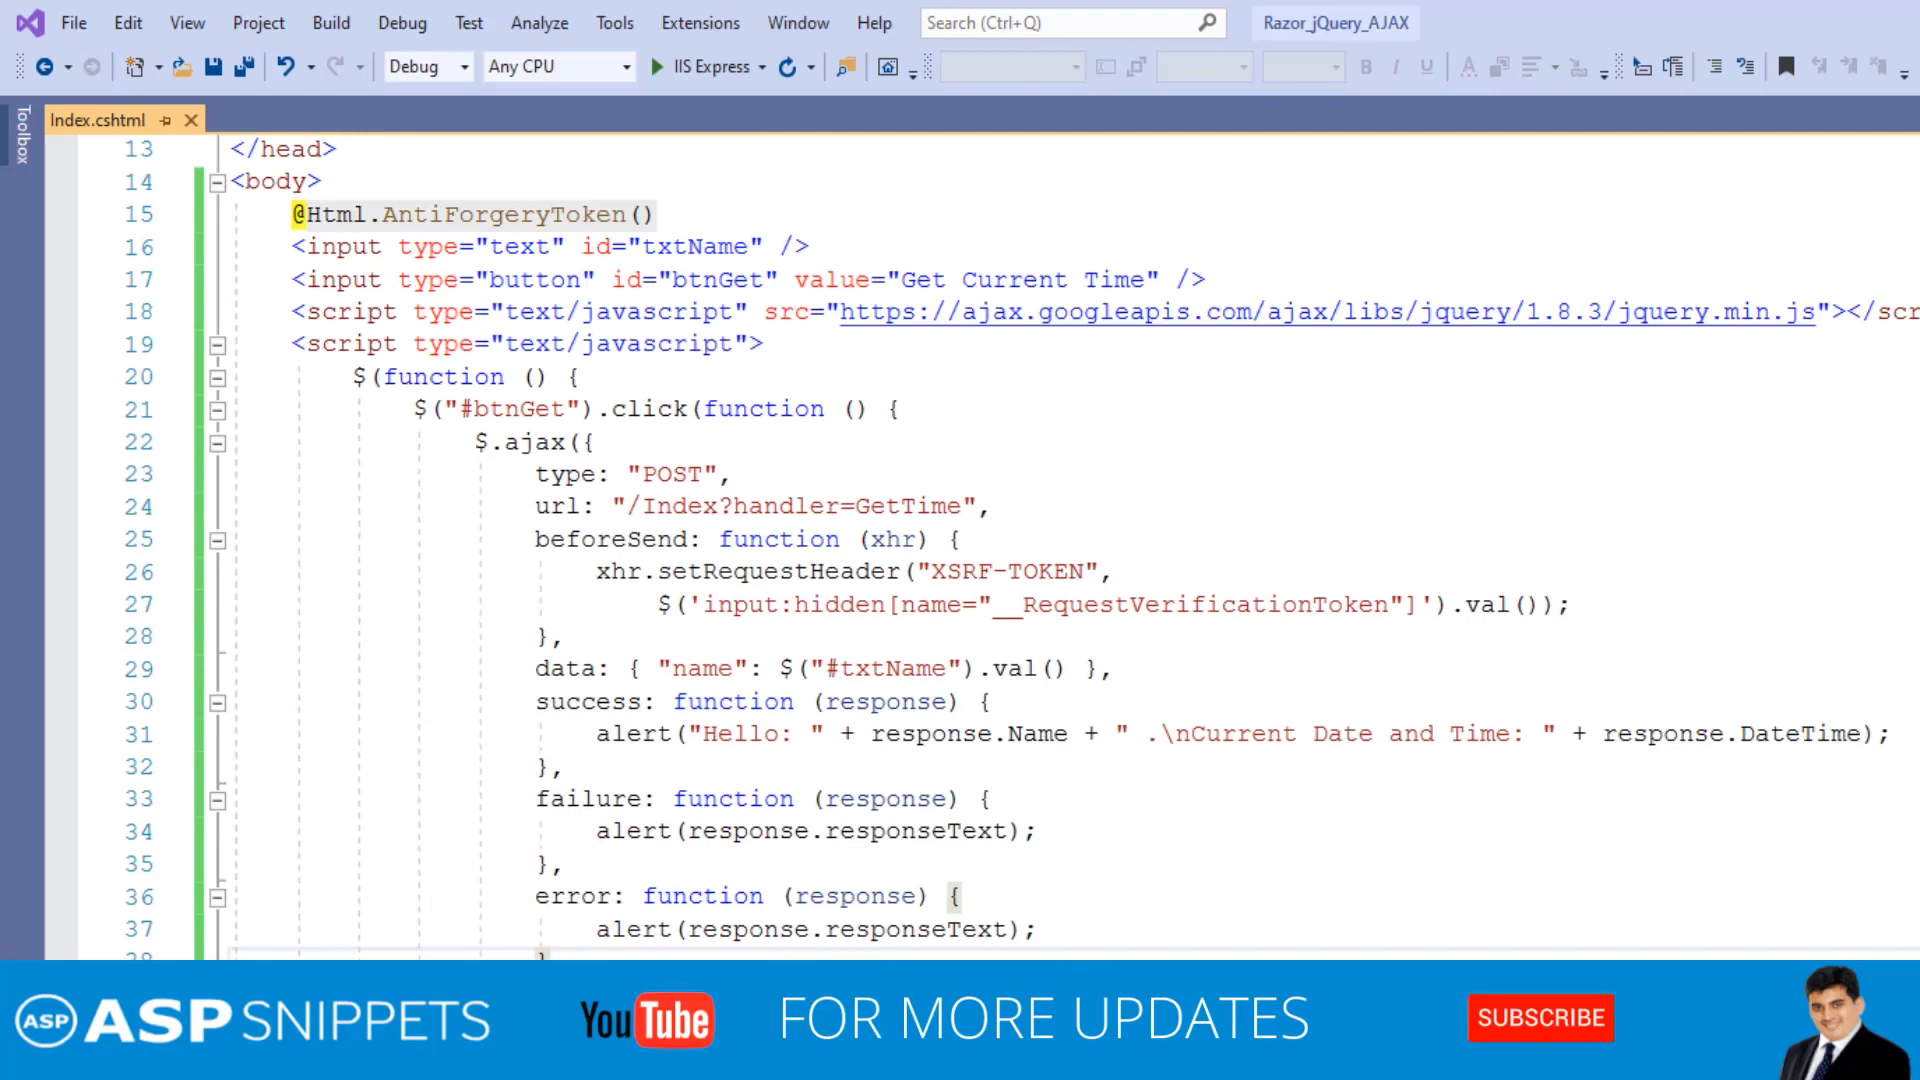 File Edit View Project Build Debug Test Analyze Tools Extensions Window Help Search (Ctrl+Q) Razor_jQuery_AJAX
Debug Any CPU IIS Express
Toolbox
Index.cshtml
13 </head>
14 <body>
15 @Html.AntiForgeryToken()
16 <input type="text" id="txtName" />
17 <input type="button" id="btnGet" value="Get Current Time" />
18 <script type="text/javascript" src="https://ajax.googleapis.com/ajax/libs/jquery/1.8.3/jquery.min.js"></scr
19 <script type="text/javascript">
20 $(function () {
21 $("#btnGet").click(function () {
22 $.ajax({
23 type: "POST",
24 url: "/Index?handler=GetTime",
25 beforeSend: function (xhr) {
26 xhr.setRequestHeader("XSRF-TOKEN",
27 $('input:hidden[name="__RequestVerificationToken"]').val());
28 },
29 data: { "name": $("#txtName").val() },
30 success: function (response) {
31 alert("Hello: " + response.Name + " .\nCurrent Date and Time: " + response.DateTime);
32 },
33 failure: function (response) {
34 alert(response.responseText);
35 },
36 error: function (response) {
37 alert(response.responseText);
38 }
ASP ASPSNIPPETS YouTube FOR MORE UPDATES SUBSCRIBE